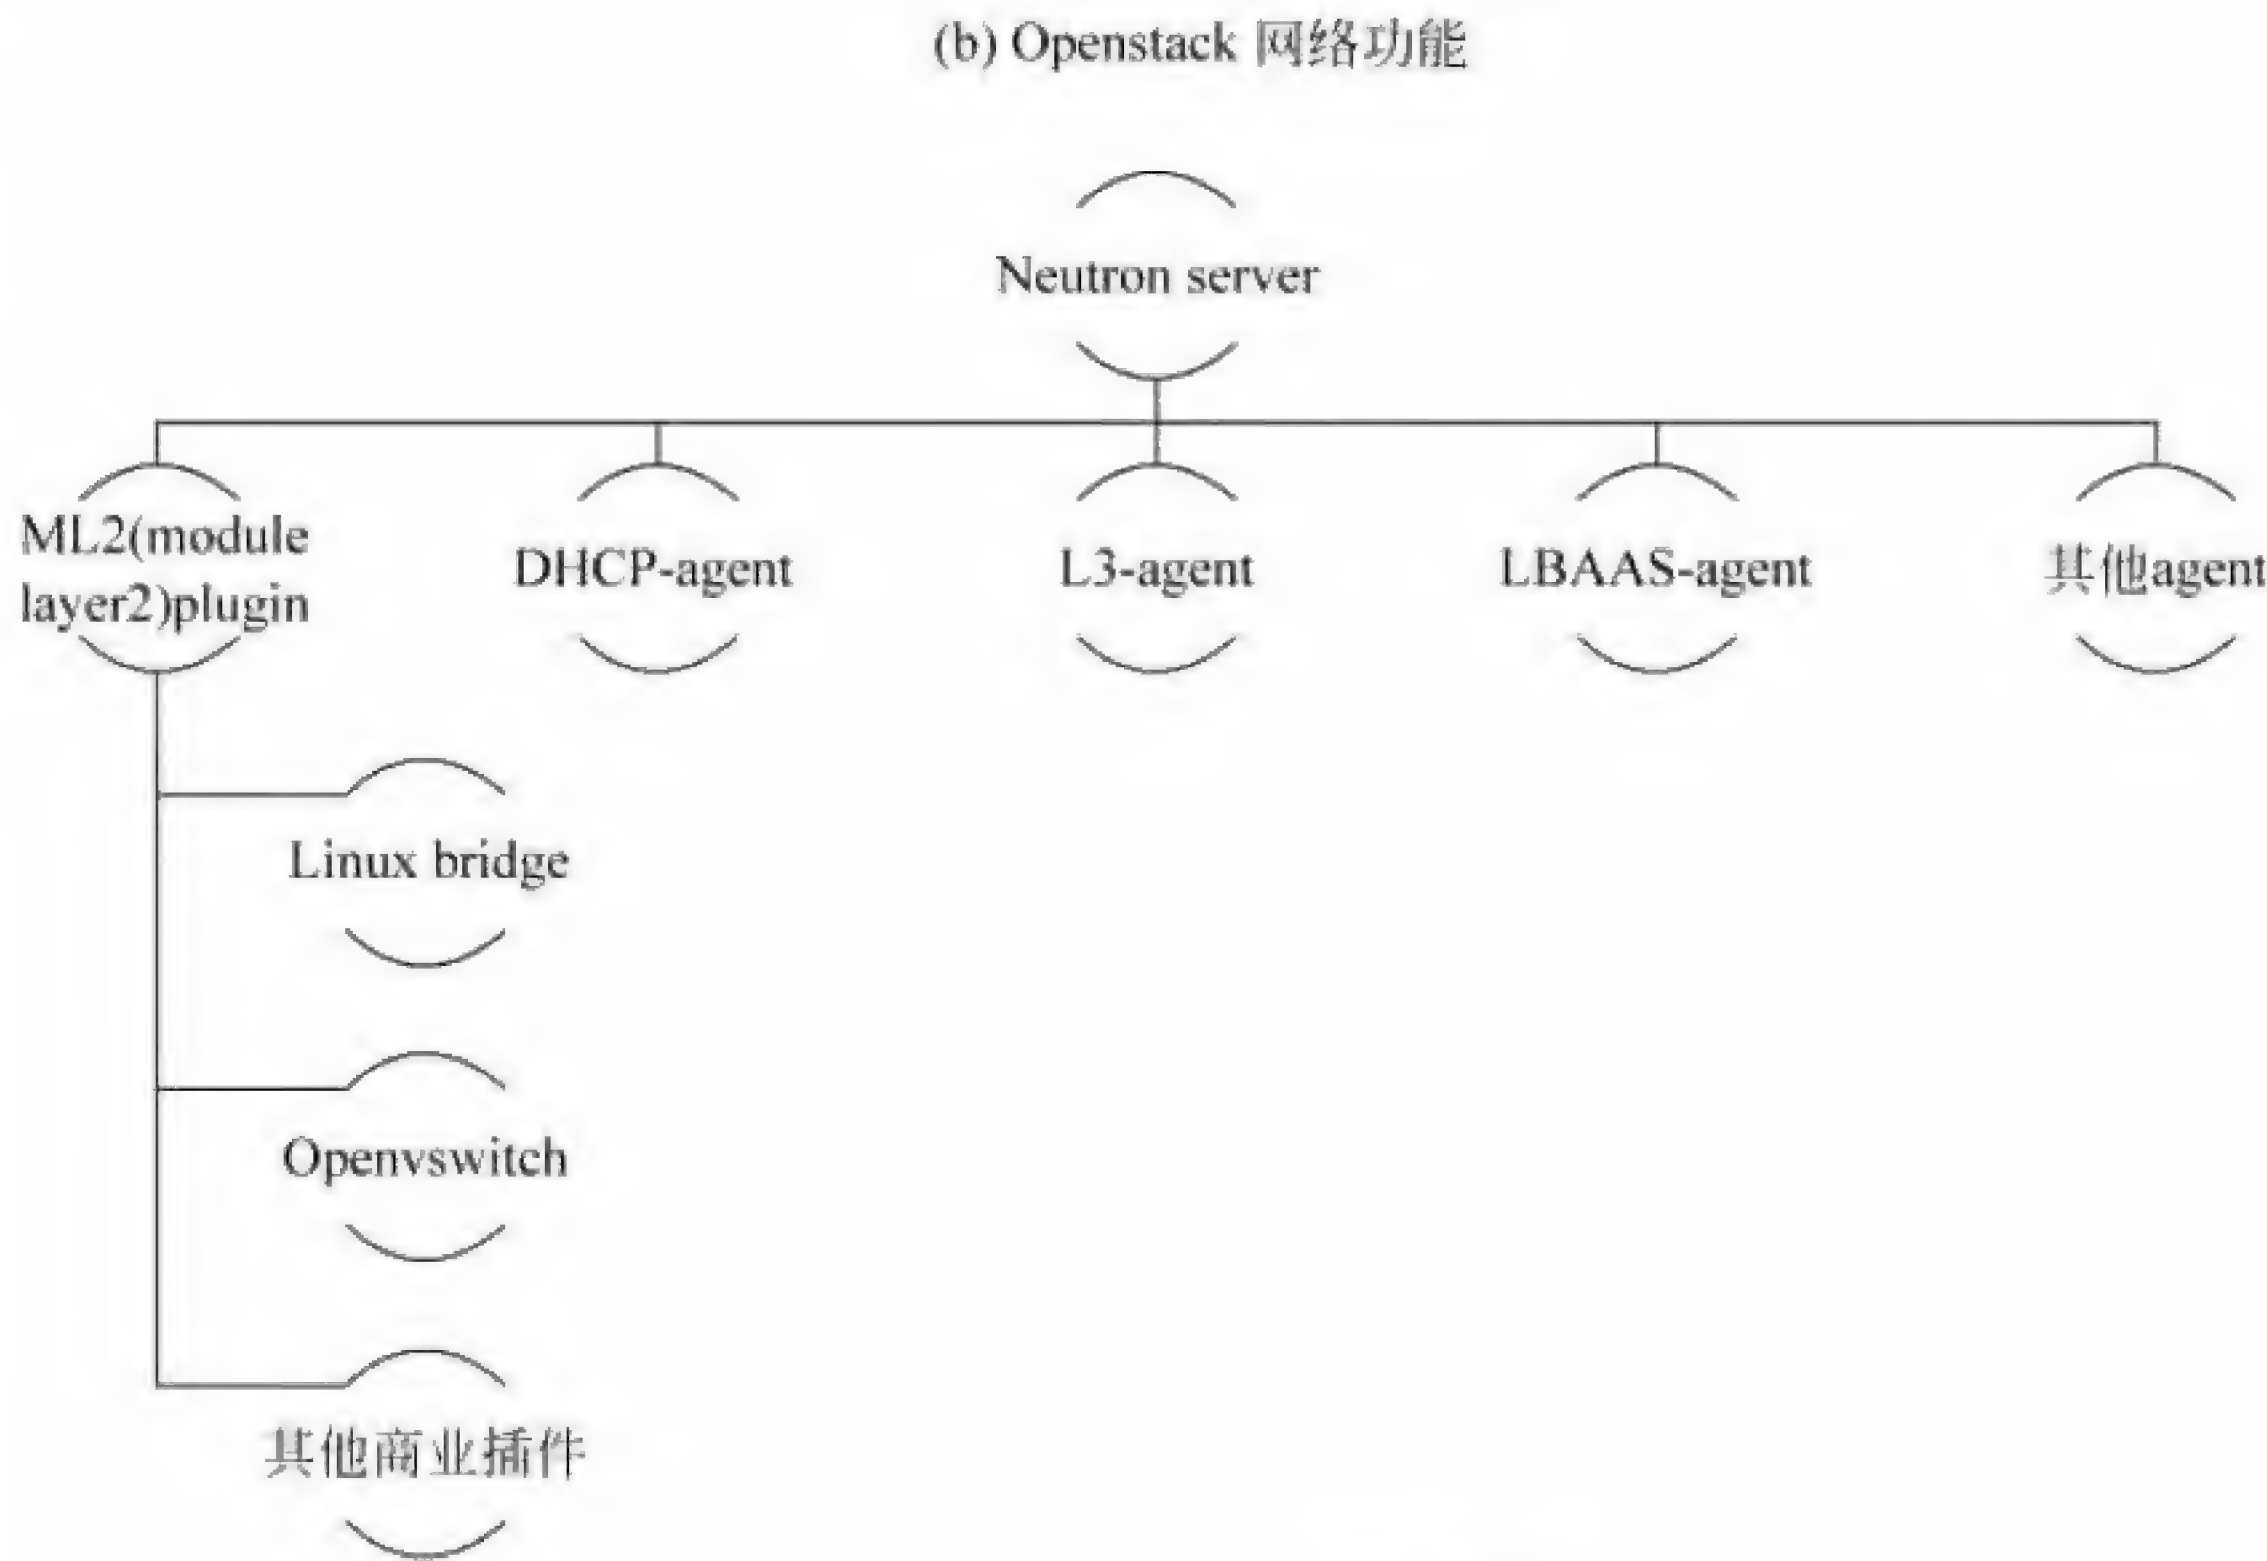 (b) Openstack 网络功能
Neutron server
ML2(module
layer2)plugin
DHCP-agent
L3-agent
LBAAS-agent
其他agent
Linux bridge
Openvswitch
其他商业插件